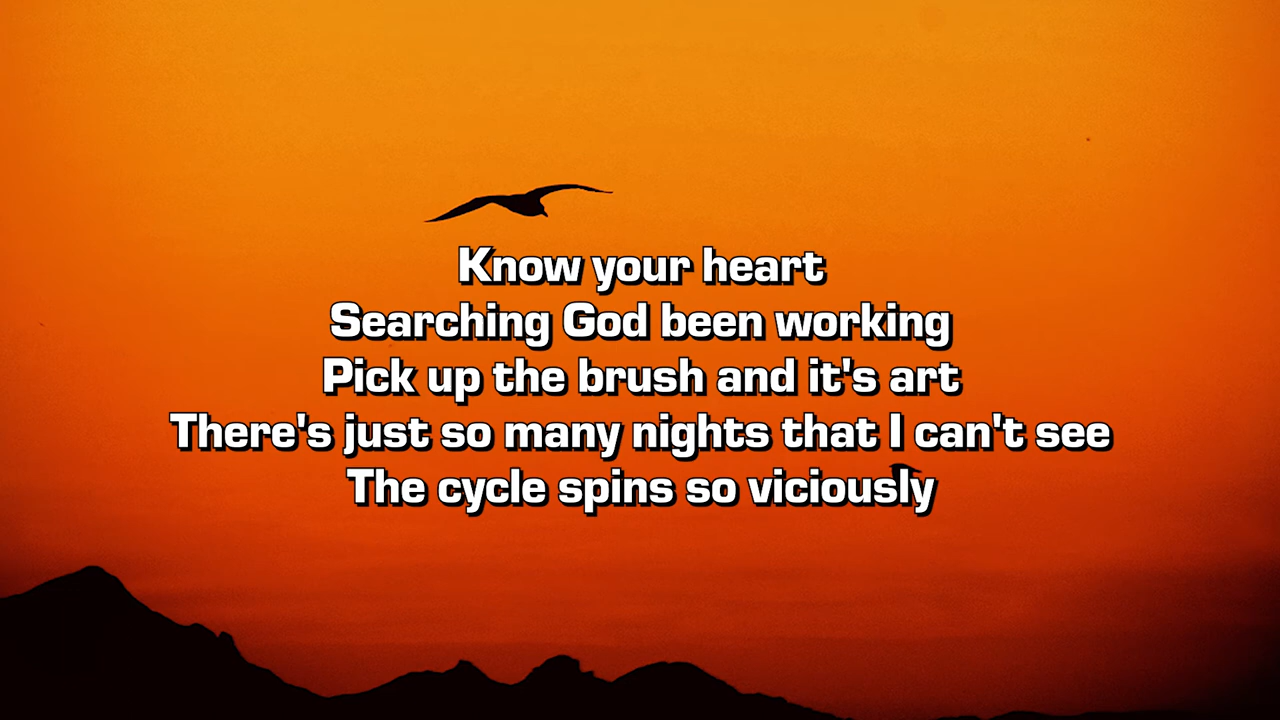 Know your heart
Searching God been working
Pick up the brush and it's art
There's just so many nights that I can't see
The cycle spins so viciously